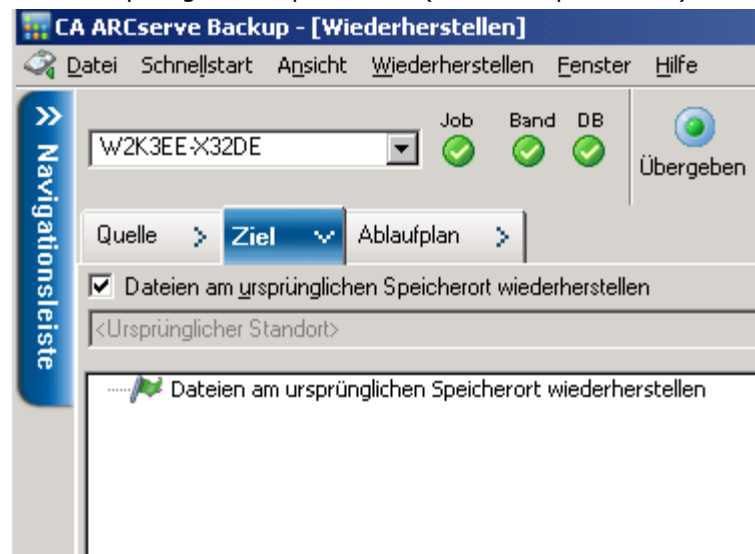 CA ARCserve Backup - [Wiederherstellen]
Datei Schnellstart Ansicht Wiederherstellen Fenster Hilfe
Job Band DB
W2K3EE-X32DE
Übergeben
Navigationsleiste
Quelle Ziel Ablaufplan
Dateien am ursprünglichen Speicherort wiederherstellen
<Ursprünglicher Standort>
Dateien am ursprünglichen Speicherort wiederherstellen